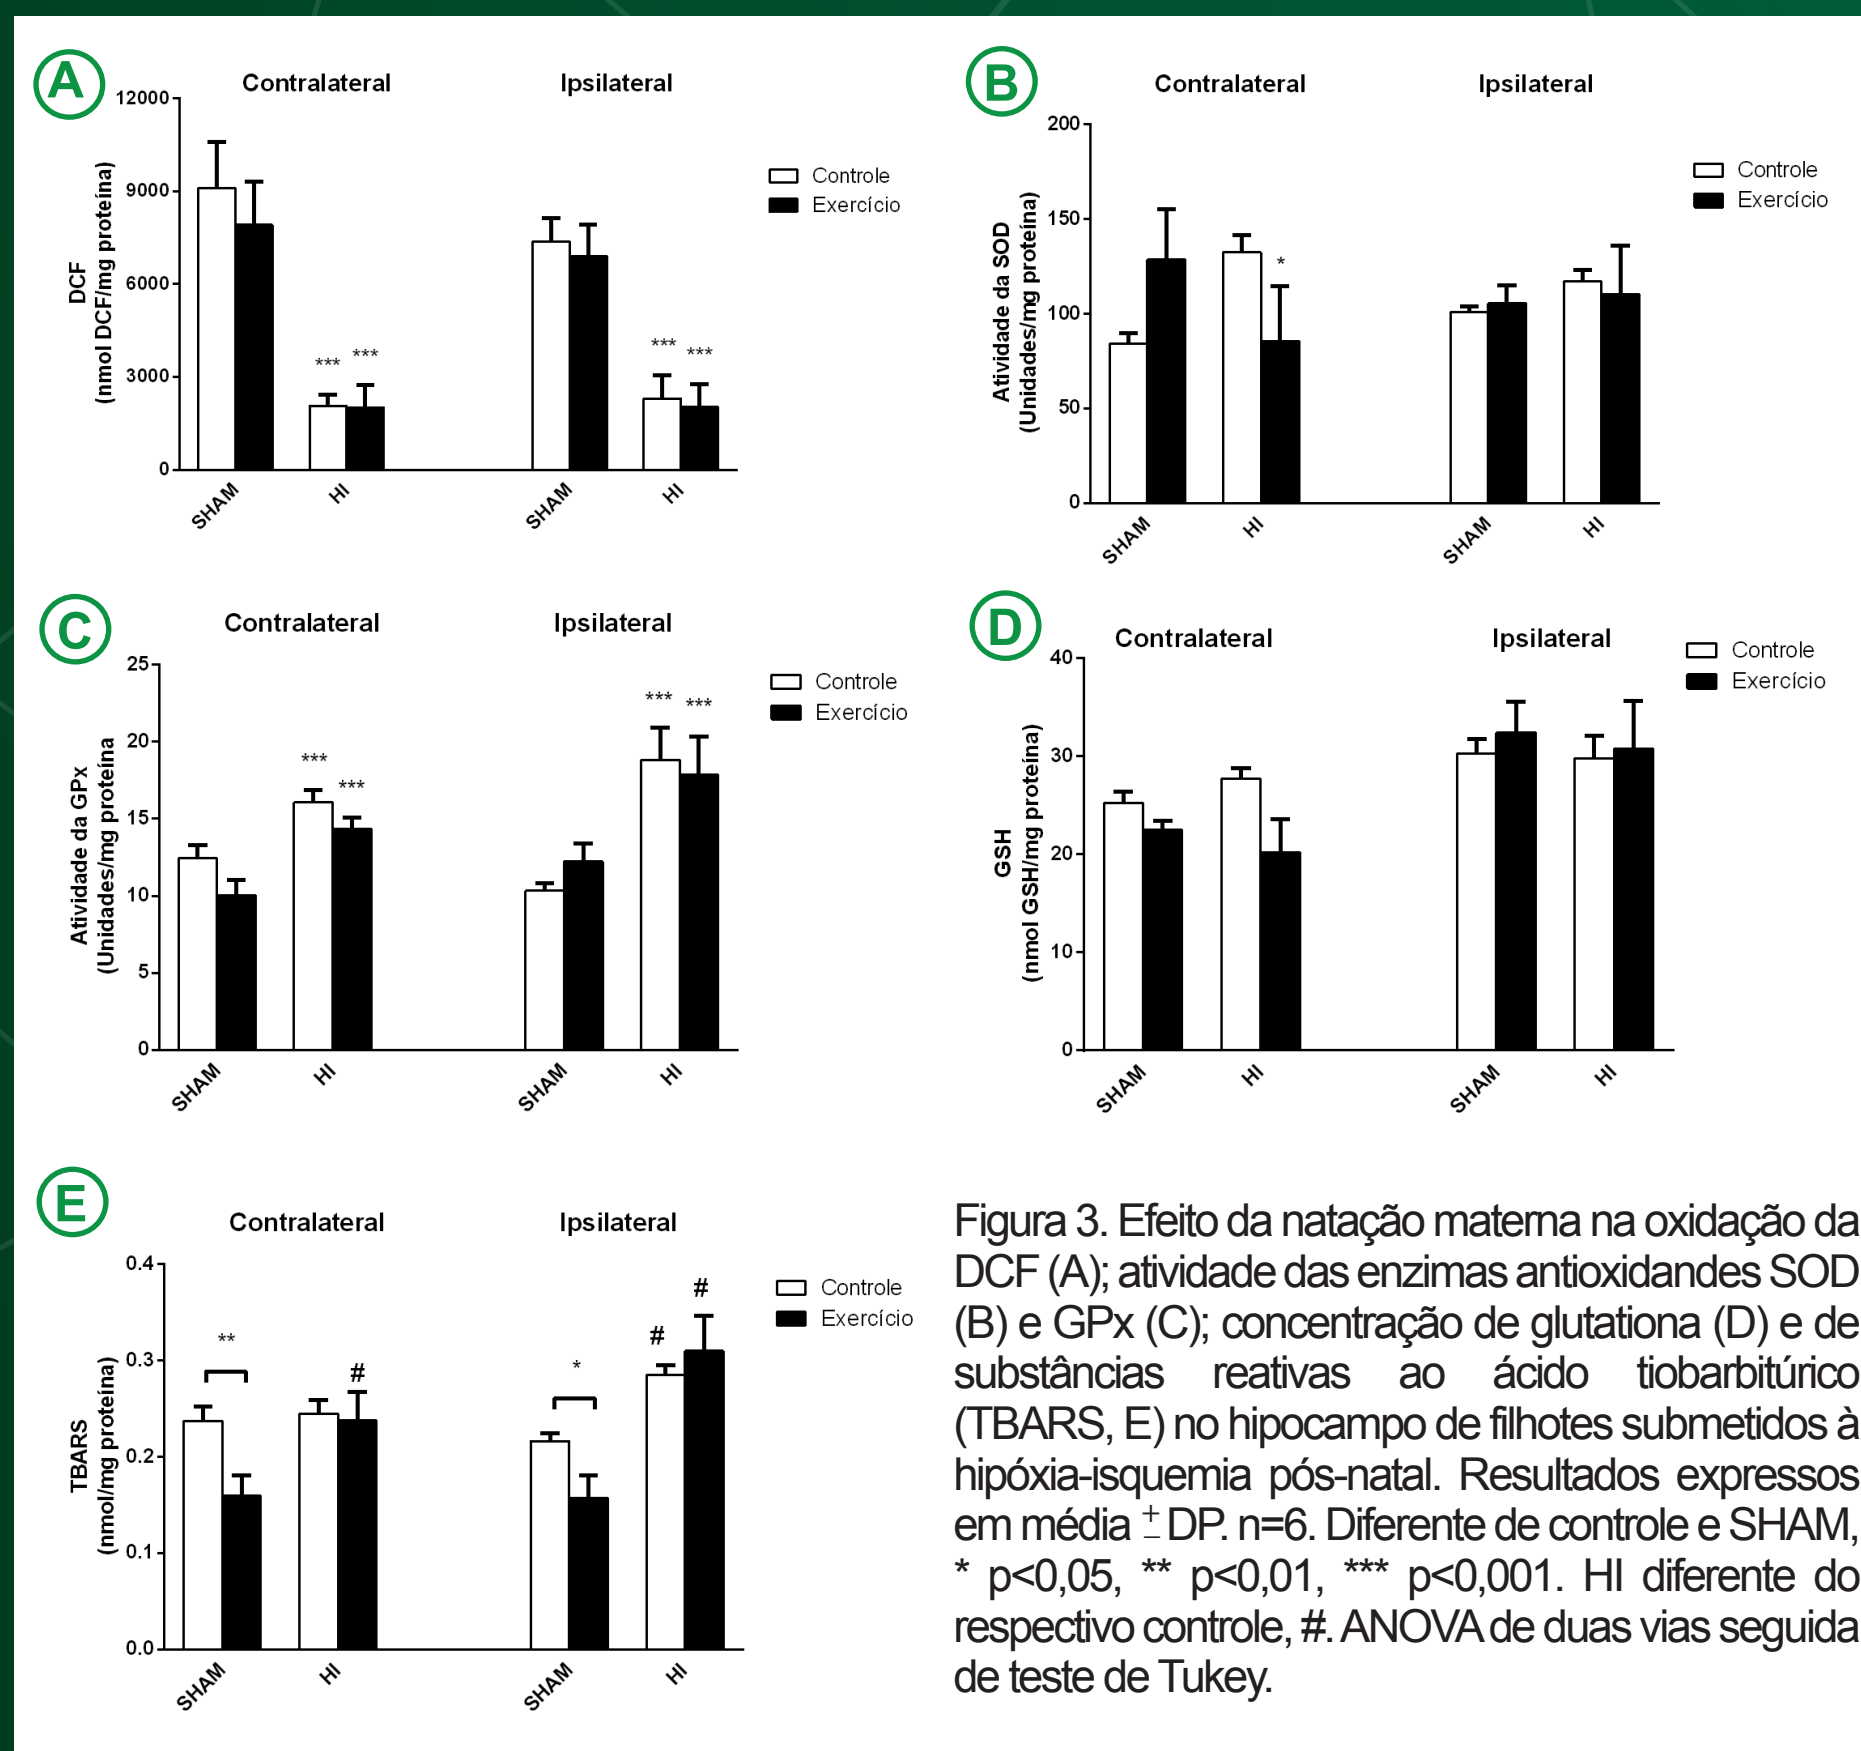 A
Contralateral
Ipsilateral
12000
9000
6000
3000
0
DCF
(nmol DCF/mg proteína)
*** ***
*** ***
Controle
Exercício
SHAM
HI
SHAM
HI
B
Contralateral
Ipsilateral
200
150
100
50
0
Atividade da SOD
(Unidades/mg proteína)
*
Controle
Exercício
SHAM
HI
SHAM
HI
C
Contralateral
Ipsilateral
25
20
15
10
5
0
Atividade da GPx
(Unidades/mg proteína
*** ***
*** ***
Controle
Exercício
SHAM
HI
SHAM
HI
D
Contralateral
Ipsilateral
40
30
20
10
0
GSH
(nmol GSH/mg proteína)
Controle
Exercício
SHAM
HI
SHAM
HI
E
Contralateral
Ipsilateral
0.4
0.3
0.2
0.1
0.0
TBARS
(nmol/mg proteína)
**
#
*
#
#
Controle
Exercício
SHAM
HI
SHAM
HI
Figura 3. Efeito da natação materna na oxidação da
DCF (A); atividade das enzimas antioxidandes SOD
(B) e GPx (C); concentração de glutationa (D) e de
substâncias reativas ao ácido tiobarbitúrico
(TBARS, E) no hipocampo de filhotes submetidos à
hipóxia-isquemia pós-natal. Resultados expressos
em média ± DP. n=6. Diferente de controle e SHAM,
* p<0,05, ** p<0,01, *** p<0,001. HI diferente do
respectivo controle, #. ANOVA de duas vias seguida
de teste de Tukey.